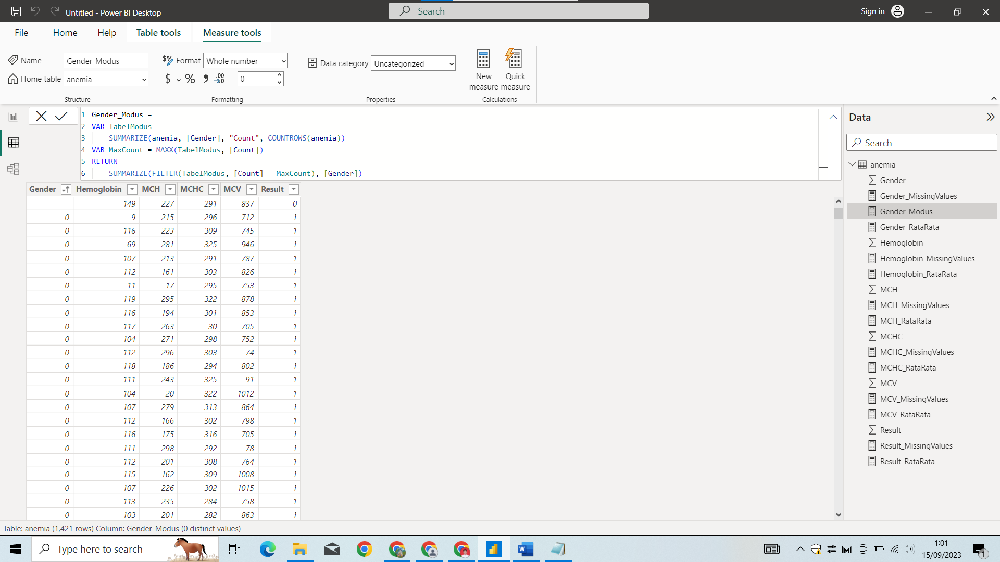 Untitled - Power BI Desktop
Search
Sign in
File Home Help Table tools Measure tools
Name Gender_Modus
Home table anemia
Structure
$% Format Whole number
$ % , .00 0
Formatting
Data category Uncategorized
Properties
New measure
Quick measure
Calculations
1 Gender_Modus =
2 VAR TabelModus =
3 SUMMARIZE(anemia, [Gender], "Count", COUNTROWS(anemia))
4 VAR MaxCount = MAXX(TabelModus, [Count])
5 RETURN
6 SUMMARIZE(FILTER(TabelModus, [Count] = MaxCount), [Gender])
Gender Hemoglobin MCH MCHC MCV Result
149 227 291 837 0
0 9 215 296 712 1
0 116 223 309 745 1
0 69 281 325 946 1
0 107 213 291 787 1
0 112 161 303 826 1
0 11 17 295 753 1
0 119 295 322 878 1
0 116 194 301 853 1
0 117 263 30 705 1
0 104 271 298 752 1
0 112 296 303 74 1
0 118 186 294 802 1
0 111 243 325 91 1
0 104 20 322 1012 1
0 107 279 313 864 1
0 112 166 302 798 1
0 116 175 316 705 1
0 111 298 292 78 1
0 112 201 308 764 1
0 115 162 309 1008 1
0 107 226 302 1015 1
0 113 235 284 758 1
0 103 201 282 863 1
Data
Search
anemia
Gender
Gender_MissingValues
Gender_Modus
Gender_RataRata
Hemoglobin
Hemoglobin_MissingValues
Hemoglobin_RataRata
MCH
MCH_MissingValues
MCH_RataRata
MCHC
MCHC_MissingValues
MCHC_RataRata
MCV
MCV_MissingValues
MCV_RataRata
Result
Result_MissingValues
Result_RataRata
Table: anemia (1,421 rows) Column: Gender_Modus (0 distinct values)
Type here to search
1:01
15/09/2023
1